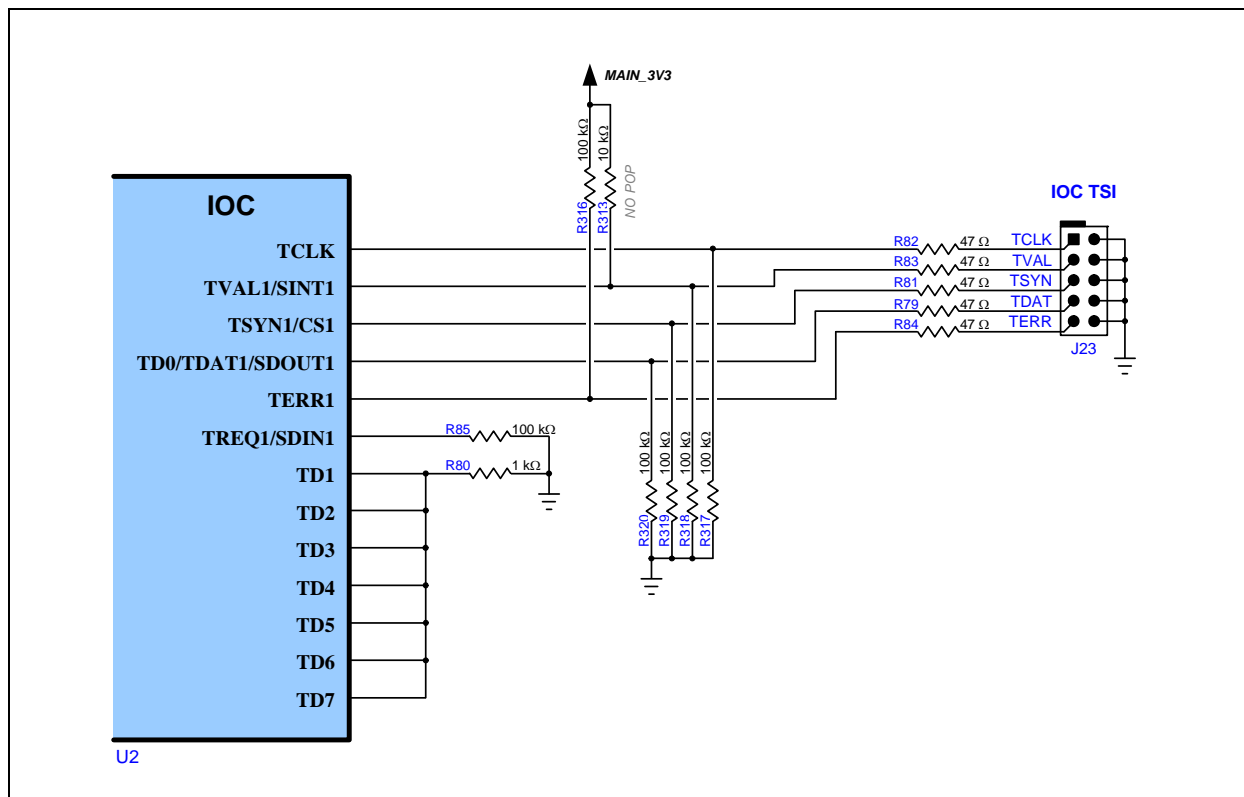 MAIN_3V3
100 kΩ
10 kΩ
R316
R313
NO POP
IOC
IOC TSI
TCLK
R82 47 Ω TCLK
TVAL1/SINT1
R83 47 Ω TVAL
TSYN1/CS1
R81 47 Ω TSYN
TD0/TDAT1/SDOUT1
R79 47 Ω TDAT
TERR1
R84 47 Ω TERR
J23
TREQ1/SDIN1
R85 100 kΩ
TD1
R80 1 kΩ
TD2
TD3
TD4
TD5
TD6
TD7
100 kΩ
100 kΩ
100 kΩ
100 kΩ
R320
R319
R318
R317
U2